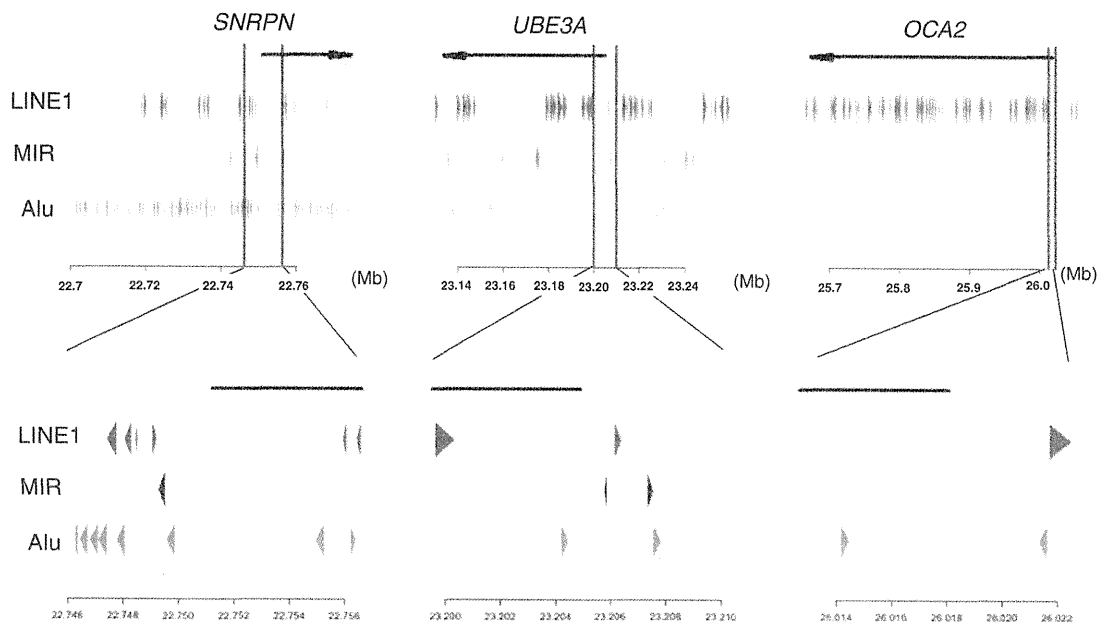 SNRPN UBE3A OCA2
LINE1
MIR
Alu
22.7 22.72 22.74 22.76 (Mb) 23.14 23.16 23.18 23.20 23.22 23.24 (Mb) 25.7 25.8 25.9 26.0 (Mb)
LINE1
MIR
Alu
22.746 22.748 22.750 22.752 22.754 22.756 23.200 23.202 23.204 23.206 23.208 23.210 26.014 26.016 26.018 26.020 26.022